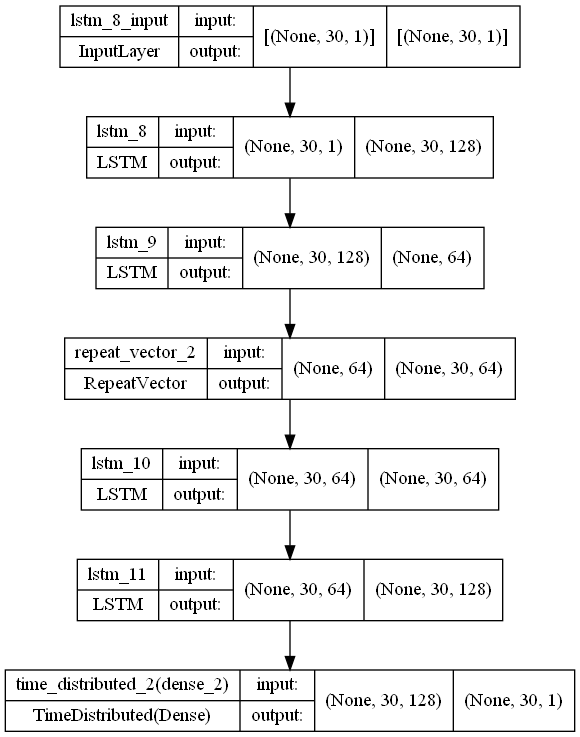 lstm_8_input input: [(None, 30, 1)] [(None, 30, 1)]
InputLayer output:
lstm_8 input: (None, 30, 1) (None, 30, 128)
LSTM output:
lstm_9 input: (None, 30, 128) (None, 64)
LSTM output:
repeat_vector_2 input: (None, 64) (None, 30, 64)
RepeatVector output:
lstm_10 input: (None, 30, 64) (None, 30, 64)
LSTM output:
lstm_11 input: (None, 30, 64) (None, 30, 128)
LSTM output:
time_distributed_2(dense_2) input: (None, 30, 128) (None, 30, 1)
TimeDistributed(Dense) output: